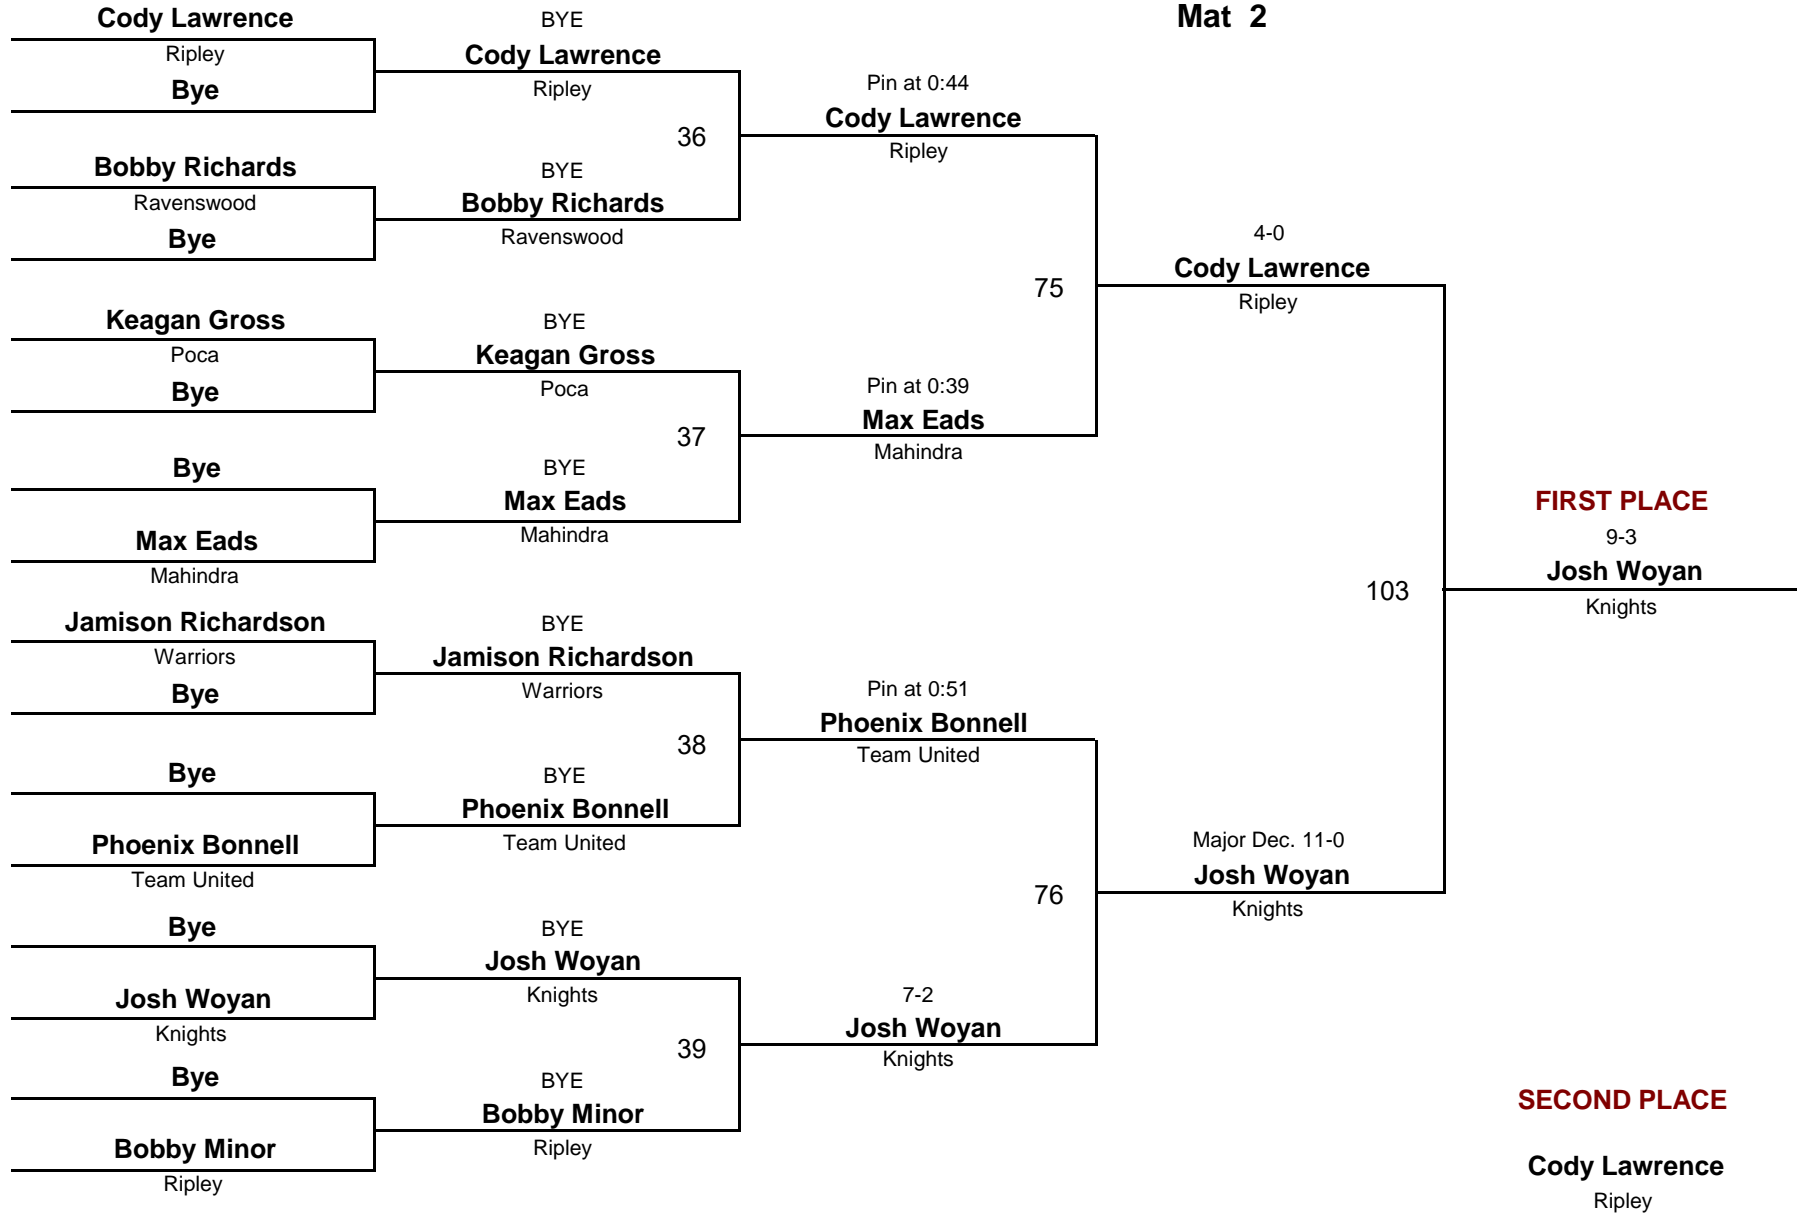 Mat 2
Cody Lawrence
Ripley
Bye
Bobby Richards
Ravenswood
Bye
Keagan Gross
Poca
Bye
Bye
Max Eads
Mahindra
Jamison Richardson
Warriors
Bye
Bye
Phoenix Bonnell
Team United
Bye
Josh Woyan
Knights
Bye
Bobby Minor
Ripley
BYE
Cody Lawrence
Ripley
36
BYE
Bobby Richards
Ravenswood
BYE
Keagan Gross
Poca
37
BYE
Max Eads
Mahindra
BYE
Jamison Richardson
Warriors
38
BYE
Phoenix Bonnell
Team United
BYE
Josh Woyan
Knights
39
BYE
Bobby Minor
Ripley
Pin at 0:44
Cody Lawrence
Ripley
75
Pin at 0:39
Max Eads
Mahindra
Pin at 0:51
Phoenix Bonnell
Team United
76
7-2
Josh Woyan
Knights
4-0
Cody Lawrence
Ripley
103
Major Dec. 11-0
Josh Woyan
Knights
FIRST PLACE
9-3
Josh Woyan
Knights
SECOND PLACE
Cody Lawrence
Ripley